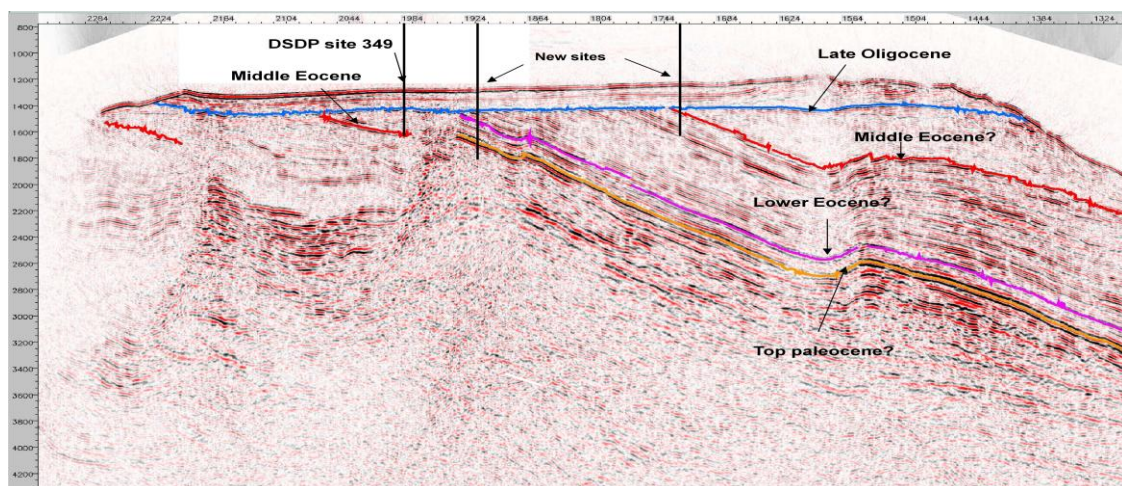 2284 2224 2164 2104 2044 1984 1924 1864 1804 1744 1684 1624 1564 1504 1444 1384 1324
DSDP site 349
New sites
Late Oligocene
Middle Eocene
Middle Eocene?
Lower Eocene?
Top paleocene?
800
1000
1200
1400
1600
1800
2000
2200
2400
2600
2800
3000
3200
3400
3600
3800
4000
4200